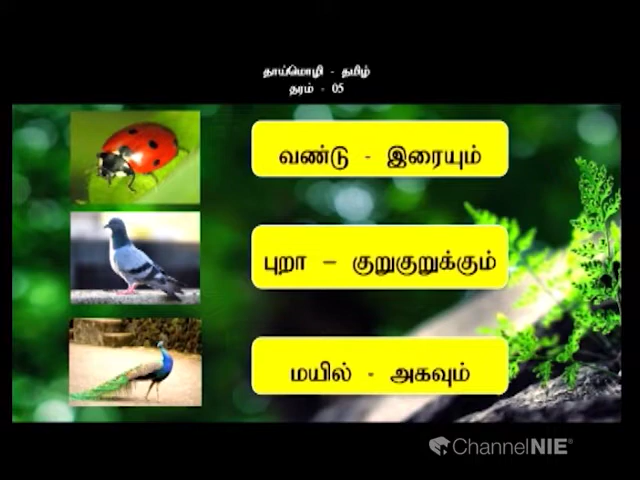 தாய்மொழி - தமிழ்
தரம் - 05
வண்டு - இரையும்
புறா – குறுகுறுக்கும்
மயில் - அகவும்
ChannelNIE